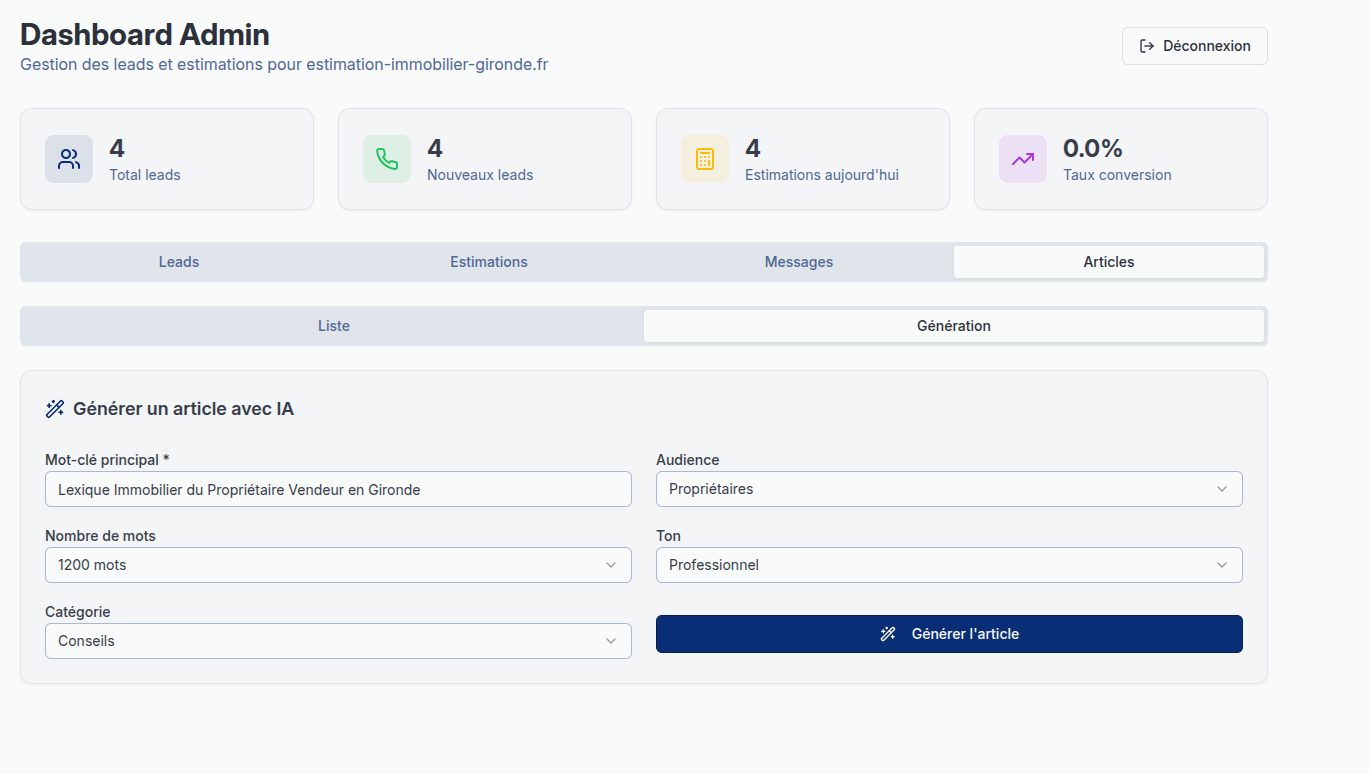 Dashboard Admin
Gestion des leads et estimations pour estimation-immobilier-gironde.fr
Déconnexion
4
Total leads
4
Nouveaux leads
4
Estimations aujourd'hui
0.0%
Taux conversion
Leads
Estimations
Messages
Articles
Liste
Génération
Générer un article avec IA
Mot-clé principal *
Lexique Immobilier du Propriétaire Vendeur en Gironde
Audience
Propriétaires
Nombre de mots
1200 mots
Ton
Professionnel
Catégorie
Conseils
Générer l'article